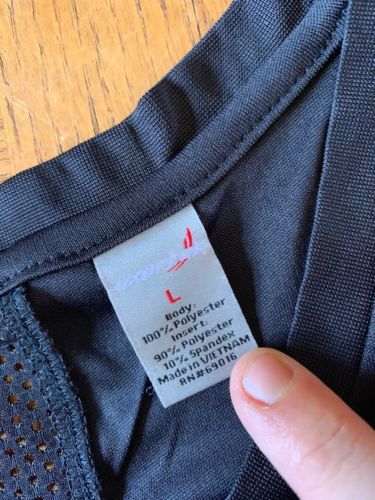 L
Body:
100% Polyester
Insert:
90% Polyester
10% Spandex
Made in VIETNAM
RN#69016